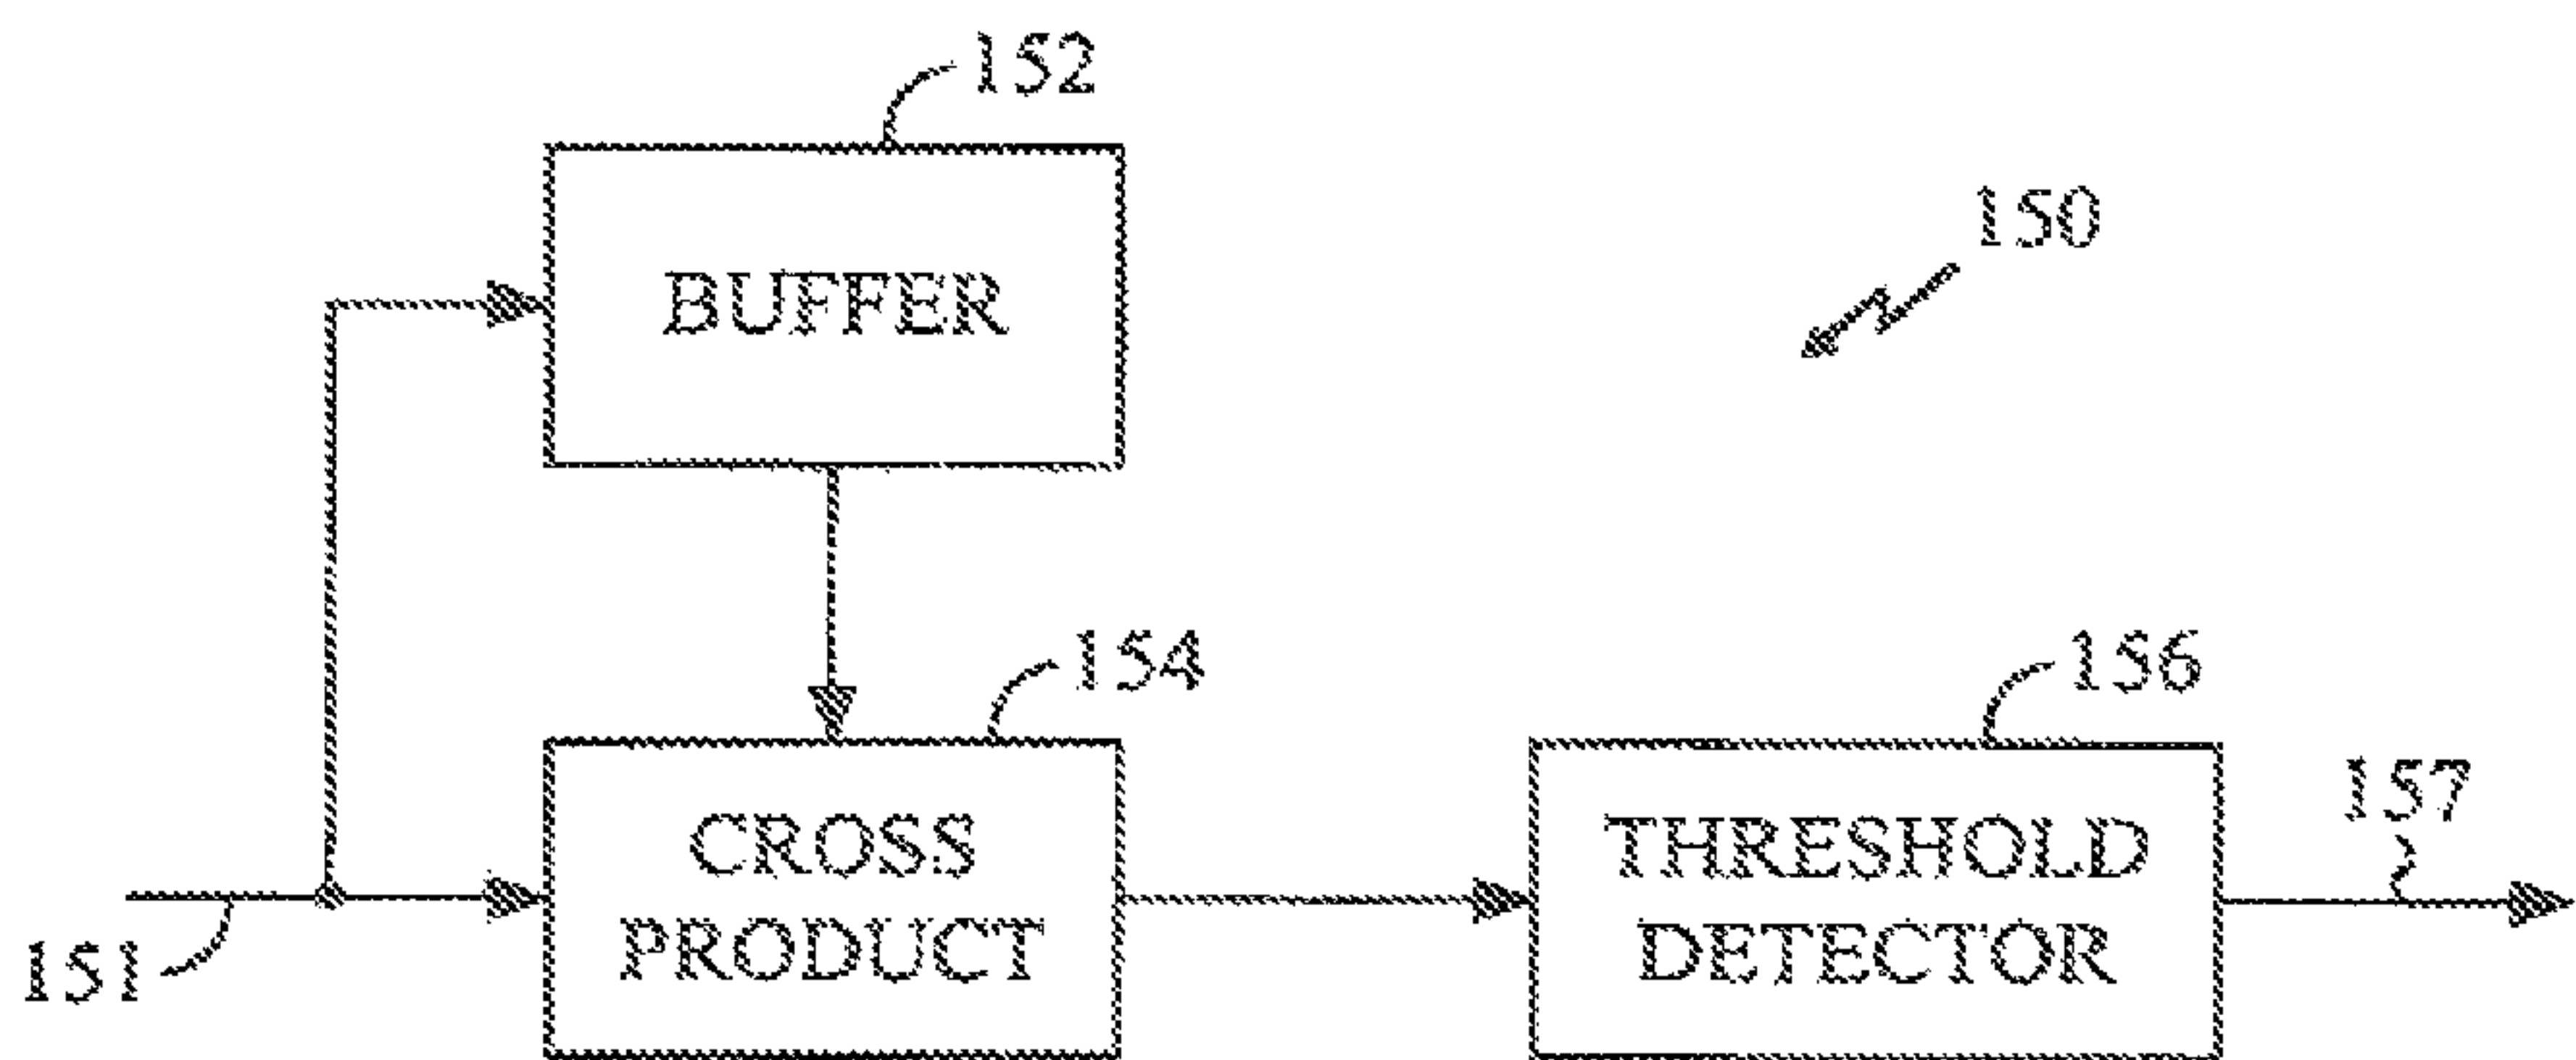 152
BUFFER
150
154
CROSS
PRODUCT
156
THRESHOLD
DETECTOR
157
151